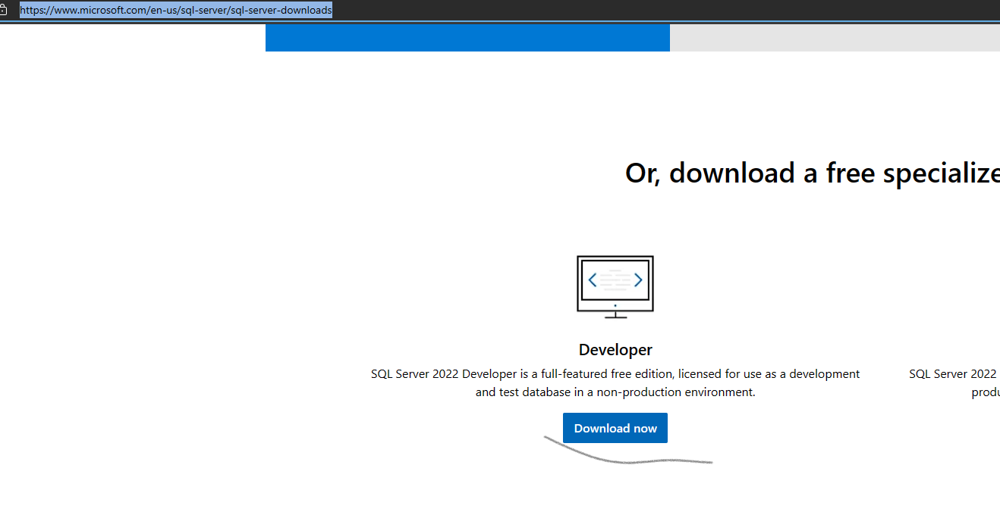 https://www.microsoft.com/en-us/sql-server/sql-server-downloads
Or, download a free specialize
Developer
SQL Server 2022 Developer is a full-featured free edition, licensed for use as a development
and test database in a non-production environment.
Download now
SQL Server 2022
produ